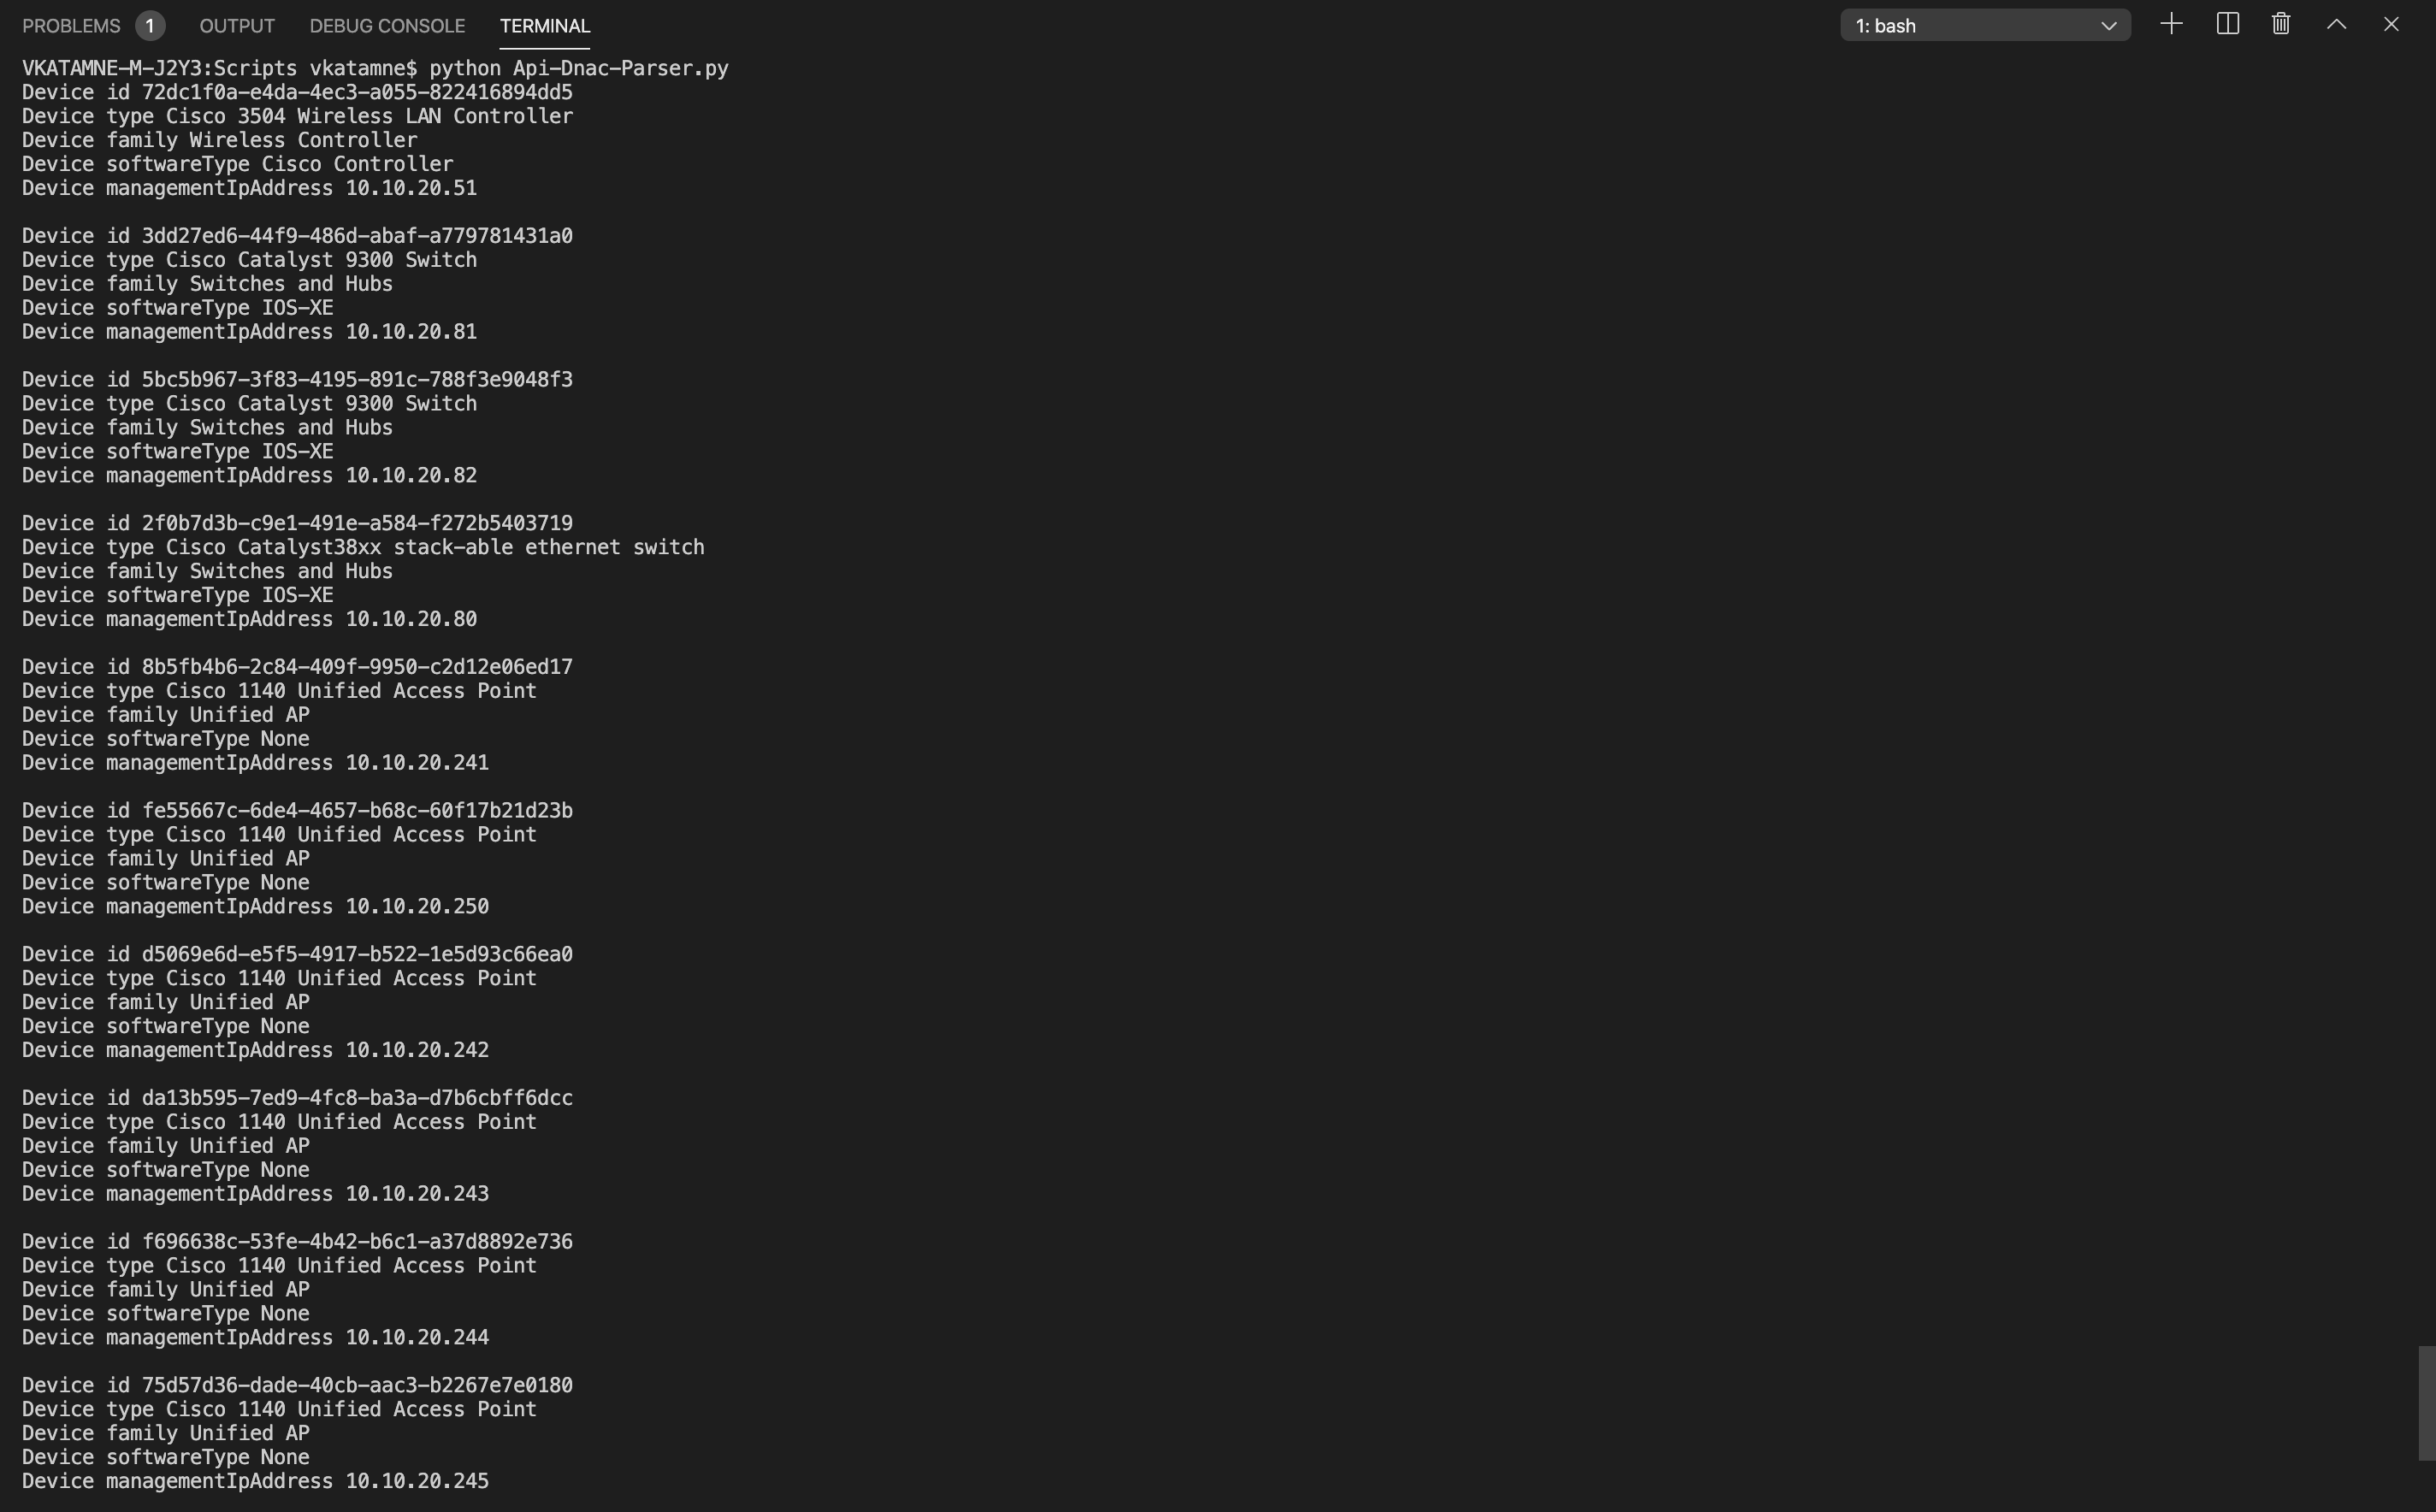 PROBLEMS 1 OUTPUT DEBUG CONSOLE TERMINAL 1: bash
VKATAMNE-M-J2Y3:Scripts vkatamne$ python Api-Dnac-Parser.py
Device id 72dc1f0a-e4da-4ec3-a055-822416894dd5
Device type Cisco 3504 Wireless LAN Controller
Device family Wireless Controller
Device softwareType Cisco Controller
Device managementIpAddress 10.10.20.51

Device id 3dd27ed6-44f9-486d-abaf-a779781431a0
Device type Cisco Catalyst 9300 Switch
Device family Switches and Hubs
Device softwareType IOS-XE
Device managementIpAddress 10.10.20.81

Device id 5bc5b967-3f83-4195-891c-788f3e9048f3
Device type Cisco Catalyst 9300 Switch
Device family Switches and Hubs
Device softwareType IOS-XE
Device managementIpAddress 10.10.20.82

Device id 2f0b7d3b-c9e1-491e-a584-f272b5403719
Device type Cisco Catalyst38xx stack-able ethernet switch
Device family Switches and Hubs
Device softwareType IOS-XE
Device managementIpAddress 10.10.20.80

Device id 8b5fb4b6-2c84-409f-9950-c2d12e06ed17
Device type Cisco 1140 Unified Access Point
Device family Unified AP
Device softwareType None
Device managementIpAddress 10.10.20.241

Device id fe55667c-6de4-4657-b68c-60f17b21d23b
Device type Cisco 1140 Unified Access Point
Device family Unified AP
Device softwareType None
Device managementIpAddress 10.10.20.250

Device id d5069e6d-e5f5-4917-b522-1e5d93c66ea0
Device type Cisco 1140 Unified Access Point
Device family Unified AP
Device softwareType None
Device managementIpAddress 10.10.20.242

Device id da13b595-7ed9-4fc8-ba3a-d7b6cbff6dcc
Device type Cisco 1140 Unified Access Point
Device family Unified AP
Device softwareType None
Device managementIpAddress 10.10.20.243

Device id f696638c-53fe-4b42-b6c1-a37d8892e736
Device type Cisco 1140 Unified Access Point
Device family Unified AP
Device softwareType None
Device managementIpAddress 10.10.20.244

Device id 75d57d36-dade-40cb-aac3-b2267e7e0180
Device type Cisco 1140 Unified Access Point
Device family Unified AP
Device softwareType None
Device managementIpAddress 10.10.20.245